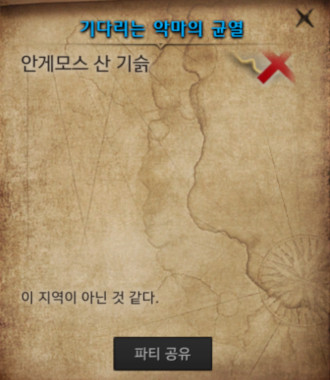 기다리는 악마의 균열
안게모스 산 기슭
이 지역이 아닌 것 같다.
파티 공유